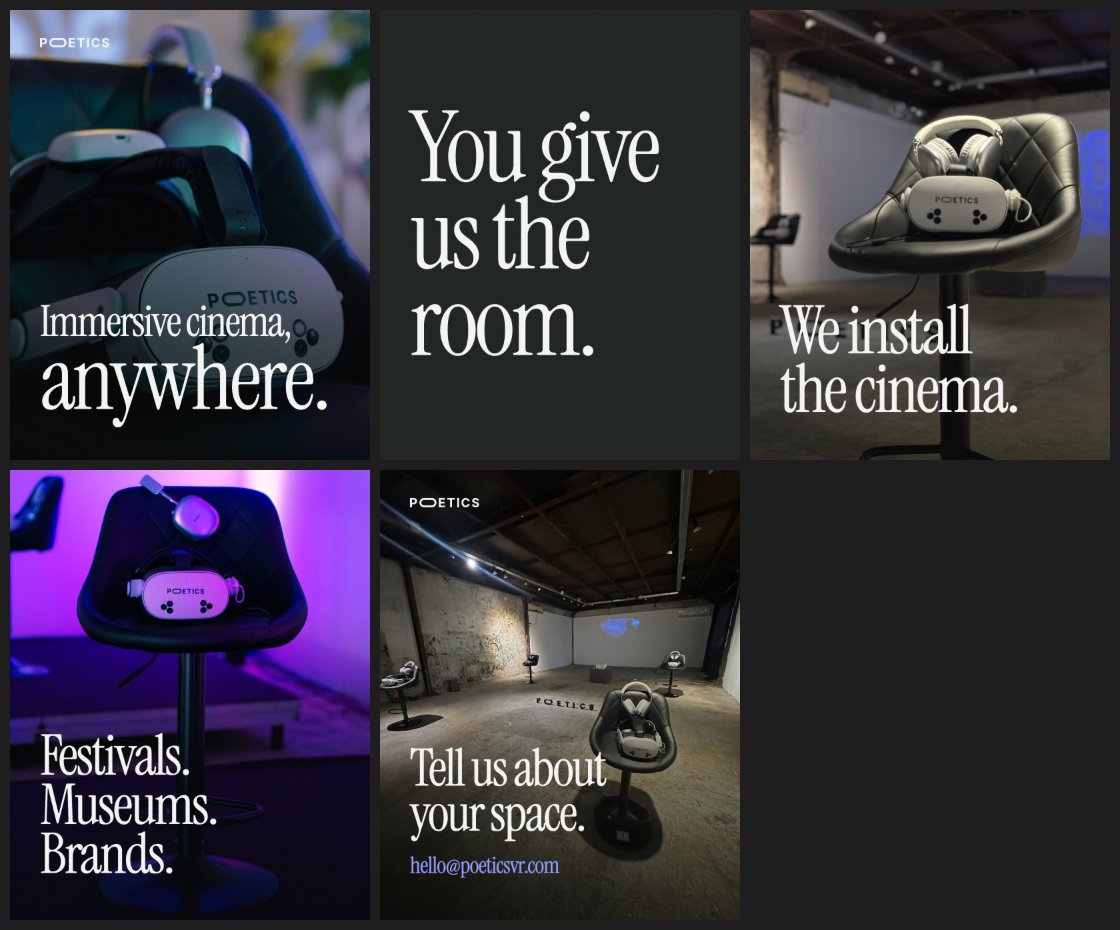 POETICS
POETICS
Immersive cinema,
anywhere.
You give
us the
room.
POETICS
We install
the cinema.
POETICS
Festivals.
Museums.
Brands.
POETICS
POETICS
Tell us about
your space.
hello@poeticsvr.com